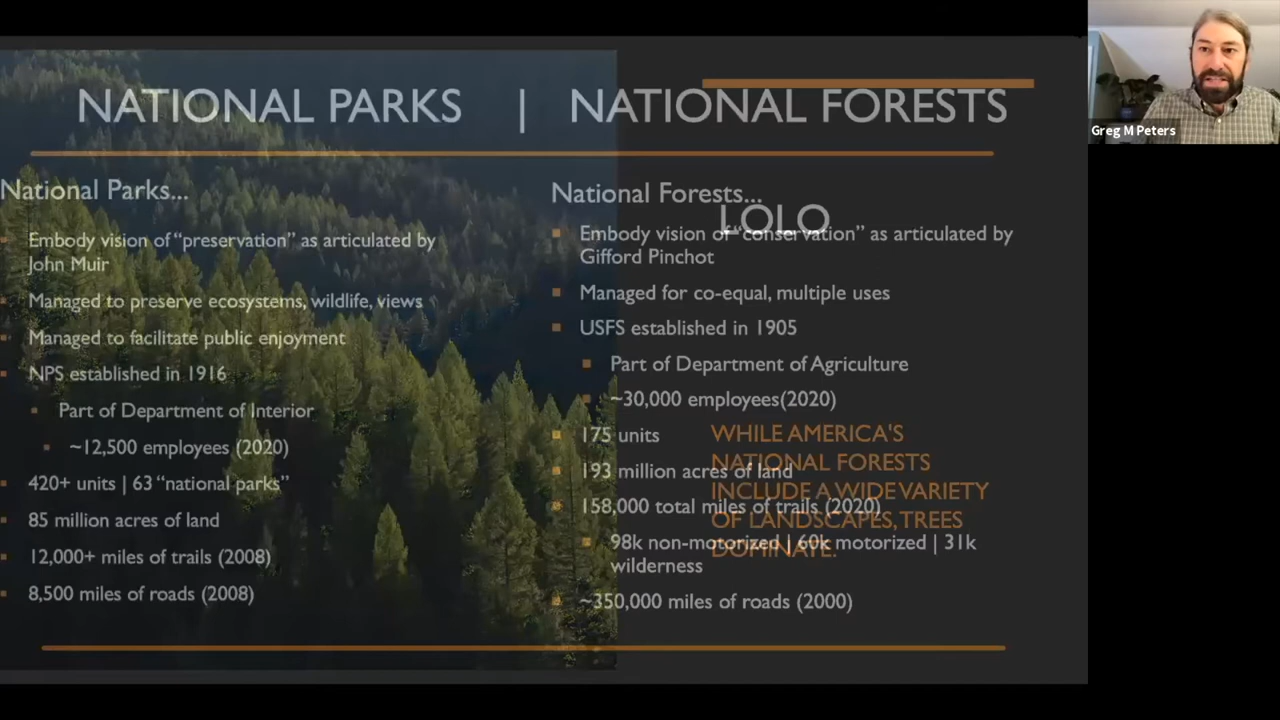 NATIONAL PARKS | NATIONAL FORESTS
National Parks...
Embody vision of “preservation” as articulated by
John Muir
Managed to preserve ecosystems, wildlife, views
Managed to facilitate public enjoyment
NPS established in 1916
Part of Department of Interior
~12,500 employees (2020)
420+ units | 63 “national parks”
85 million acres of land
12,000+ miles of trails (2008)
8,500 miles of roads (2008)
National Forests...
Embody vision of “conservation” as articulated by
Gifford Pinchot
Managed for co-equal, multiple uses
USFS established in 1905
Part of Department of Agriculture
~30,000 employees(2020)
175 units
193 million acres of land
158,000 total miles of trails (2020)
98k non-motorized | 60k motorized | 31k
wilderness
~350,000 miles of roads (2000)
LOLO
WHILE AMERICA'S
NATIONAL FORESTS
INCLUDE A WIDE VARIETY
OF LANDSCAPES, TREES
DOMINATE.
Greg M Peters